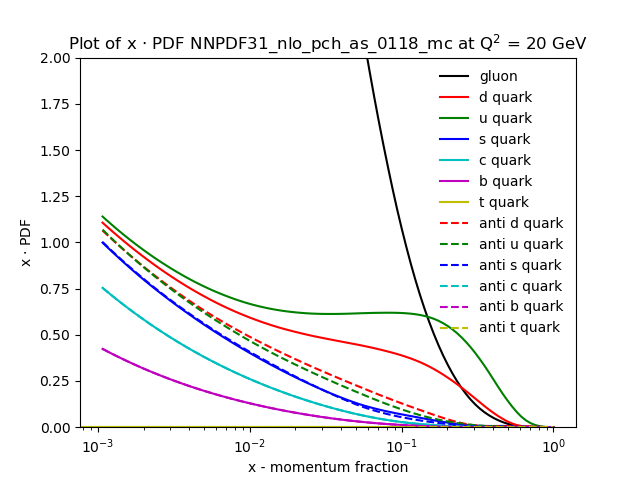 Plot of x · PDF NNPDF31_nlo_pch_as_0118_mc at Q² = 20 GeV
2.00
1.75
1.50
1.25
1.00
0.75
0.50
0.25
0.00
x · PDF
gluon
d quark
u quark
s quark
c quark
b quark
t quark
anti d quark
anti u quark
anti s quark
anti c quark
anti b quark
anti t quark
10⁻³ 10⁻² 10⁻¹ 10⁰
x - momentum fraction